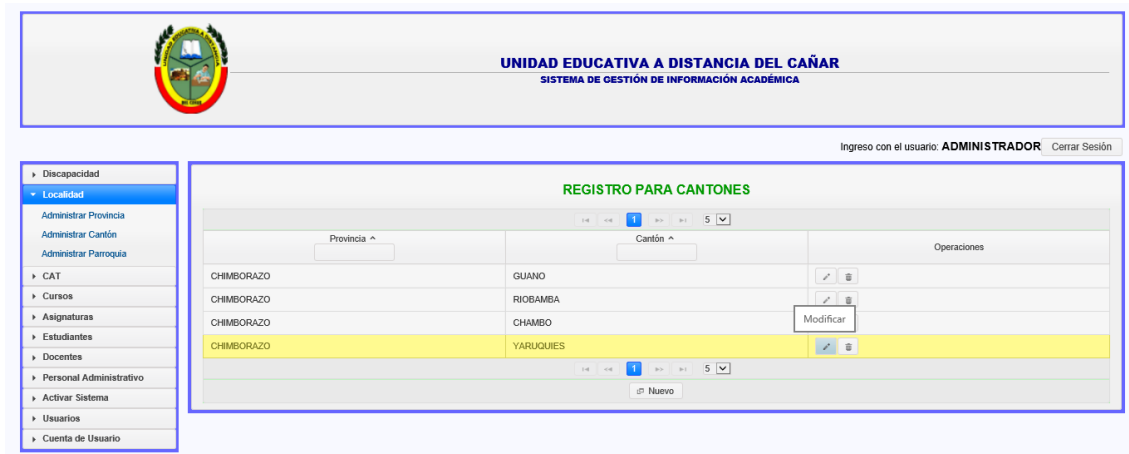 UNIDAD EDUCATIVA A DISTANCIA DEL CAÑAR
SISTEMA DE GESTIÓN DE INFORMACIÓN ACADÉMICA
Ingreso con el usuario: ADMINISTRADOR Cerrar Sesión
Discapacidad
Localidad
Administrar Provincia
Administrar Cantón
Administrar Parroquia
CAT
Cursos
Asignaturas
Estudiantes
Docentes
Personal Administrativo
Activar Sistema
Usuarios
Cuenta de Usuario
REGISTRO PARA CANTONES
1 5
Provincia Cantón Operaciones
CHIMBORAZO GUANO
CHIMBORAZO RIOBAMBA
CHIMBORAZO CHAMBO
Modificar
CHIMBORAZO YARUQUIES
1 5
Nuevo